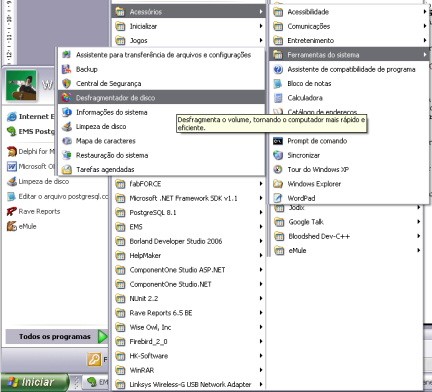 Acessórios
Inicializar
Jogos
Acessibilidade
Comunicações
Entretenimento
Ferramentas do sistema
Assistente de compatibilidade de programa
Bloco de notas
Calculadora
Catálogo de endereços
Prompt de comando
Sincronizar
Tour do Windows XP
Windows Explorer
WordPad
Assistente para transferência de arquivos e configurações
Backup
Central de Segurança
Desfragmentador de disco
Informações do sistema
Limpeza de disco
Mapa de caracteres
Restauração do sistema
Tarefas agendadas
Desfragmenta o volume, tornando o computador mais rápido e
eficiente.
W
Internet E
EMS Postg
Delphi for M
Microsoft O
Limpeza de disco
Editar o arquivo postgresql.co
Rave Reports
eMule
Todos os programas
fabFORCE
Microsoft .NET Framework SDK v1.1
PostgreSQL 8.1
EMS
Borland Developer Studio 2006
HelpMaker
ComponentOne Studio ASP.NET
ComponentOne Studio.NET
NUnit 2.2
Rave Reports 6.5 BE
Wise Owl, Inc
Firebird_2_0
HK-Software
WinRAR
Linksys Wireless-G USB Network Adapter
Jodix
Google Talk
Bloodshed Dev-C++
eMule
F
Iniciar
EM